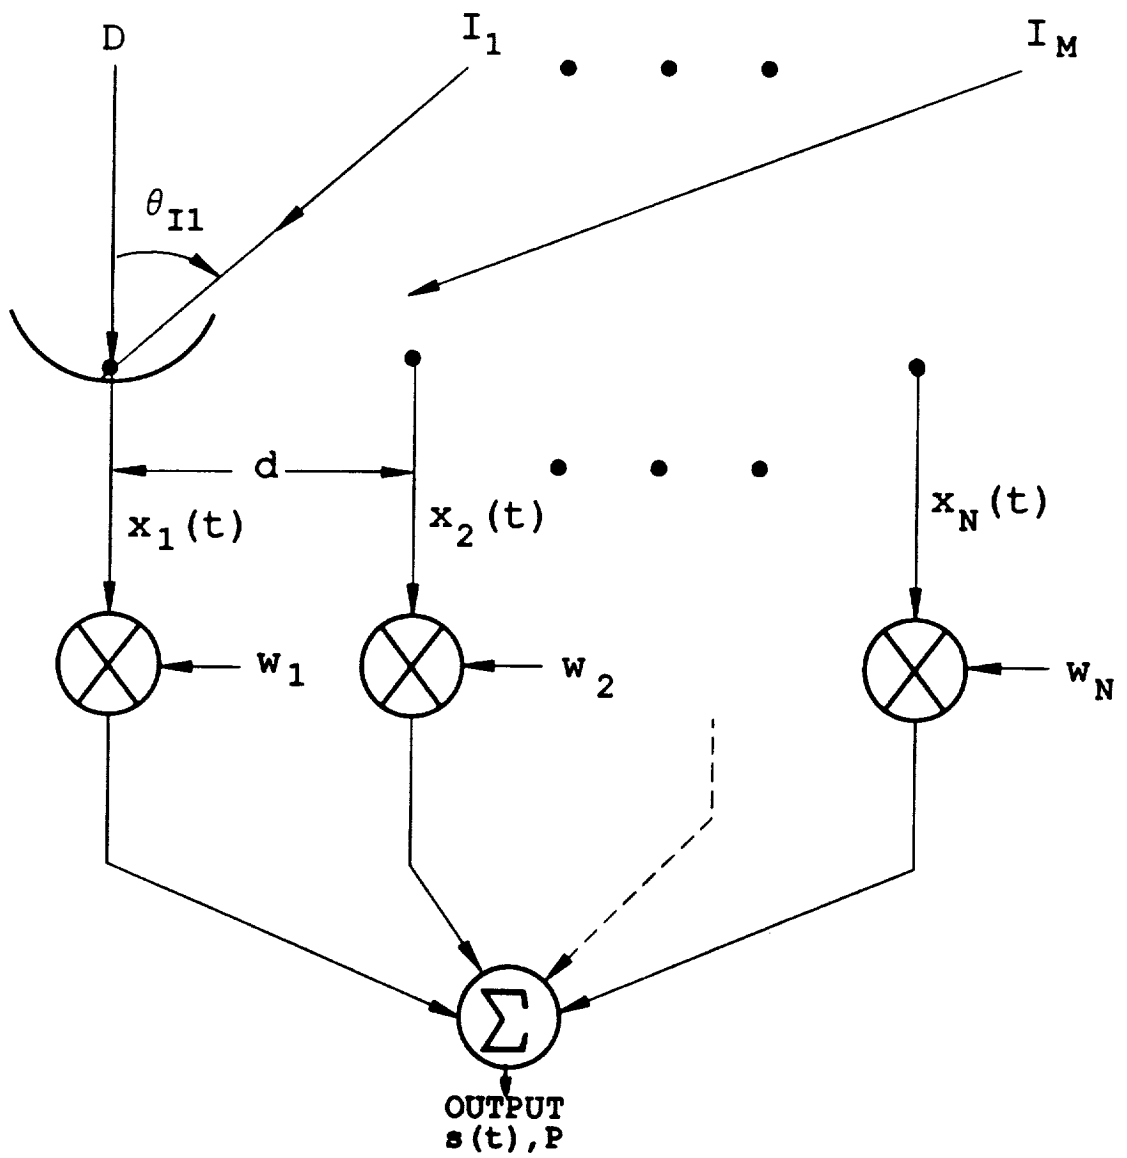 D
I1
IM
θI1
d
x1(t)
x2(t)
xN(t)
w1
w2
wN
Σ
OUTPUT
s(t),P